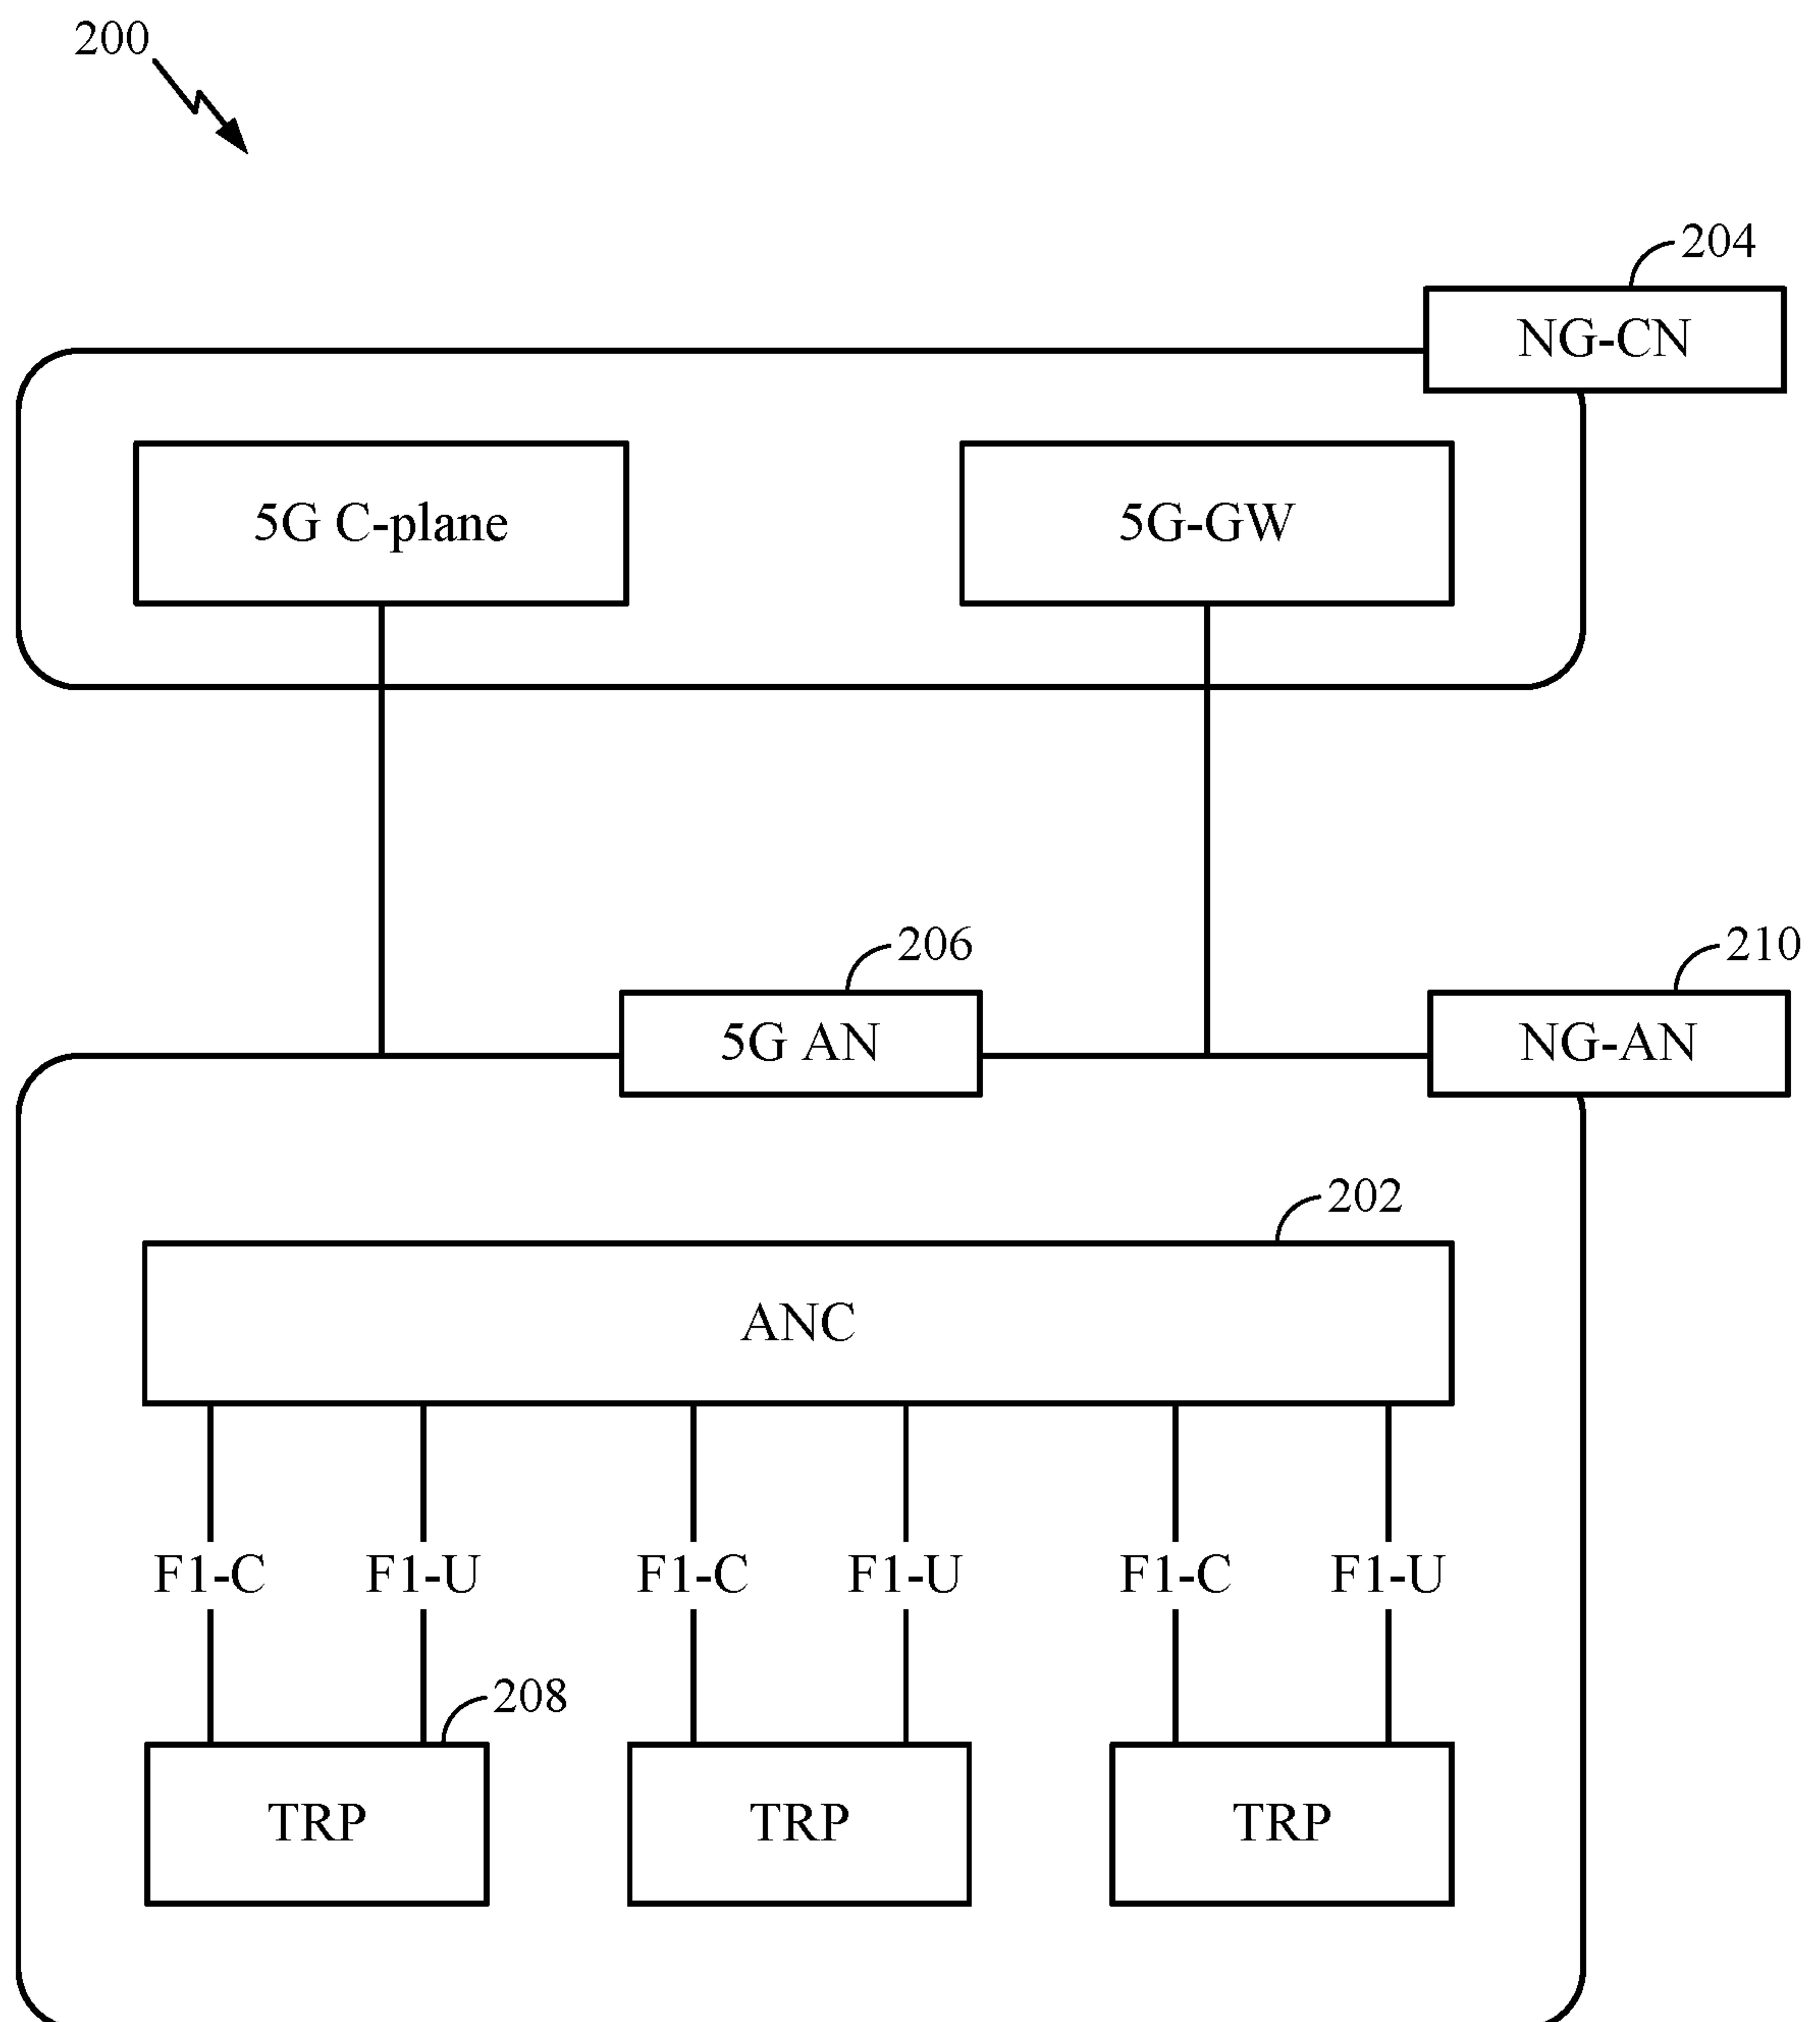 200
204
NG-CN
5G C-plane
5G-GW
206
210
5G AN
NG-AN
202
ANC
F1-C F1-U F1-C F1-U F1-C F1-U
208
TRP TRP TRP